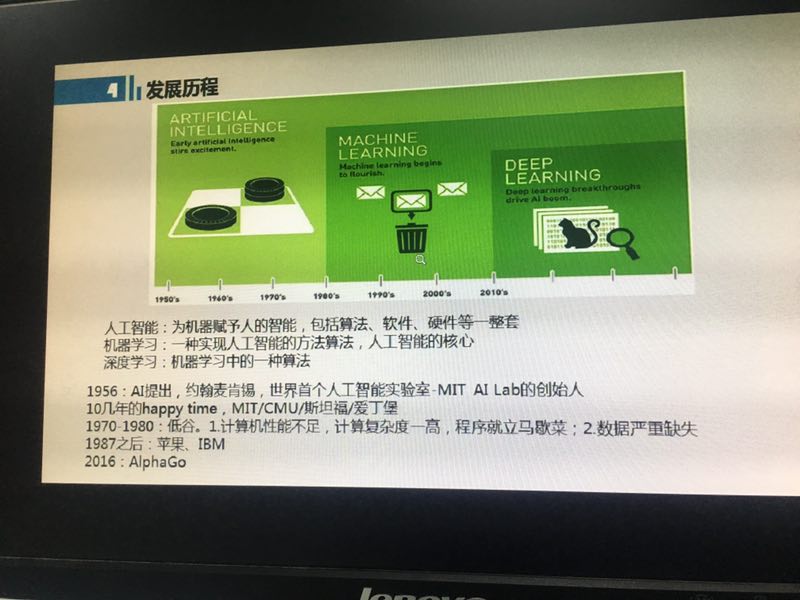 4 发展历程
ARTIFICIAL
INTELLIGENCE
Early artificial intelligence
stirs excitement.
MACHINE
LEARNING
Machine learning begins
to flourish.
DEEP
LEARNING
Deep learning breakthroughs
drive AI boom.
1950's 1960's 1970's 1980's 1990's 2000's 2010's
人工智能：为机器赋予人的智能，包括算法、软件、硬件等一整套
机器学习：一种实现人工智能的方法算法，人工智能的核心
深度学习：机器学习中的一种算法
1956：AI提出，约翰麦肯锡，世界首个人工智能实验室-MIT AI Lab的创始人
10几年的happy time，MIT/CMU/斯坦福/爱丁堡
1970-1980：低谷。1.计算机性能不足，计算复杂度一高，程序就立马歇菜；2.数据严重缺失
1987之后：苹果、IBM
2016：AlphaGo
lenovo